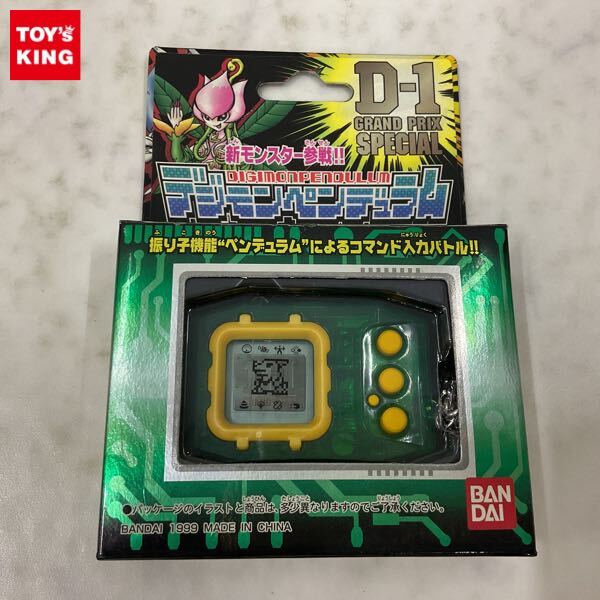 TOY's
KING
D-1
GRAND PRIX
SPECIAL
新モンスター参戦!!
DIGIMONPENDULUM
デジモンペンデュラム
振り子機能“ペンデュラム”によるコマンド入力バトル!!
●パッケージのイラストと商品は、多少異なりますのでご了承ください。
BANDAI 1999 MADE IN CHINA
BAN
DAI